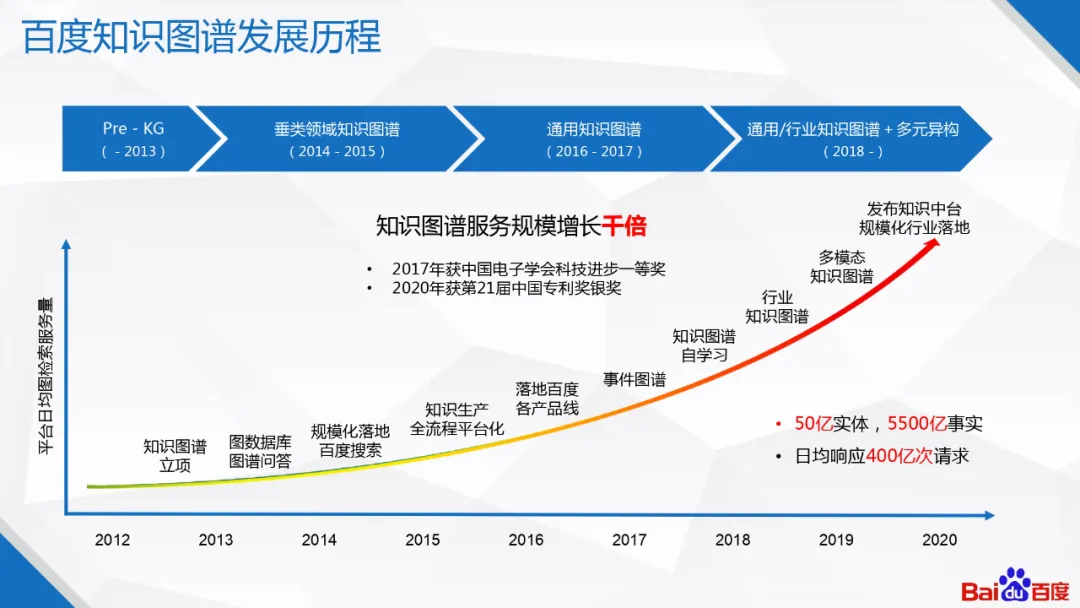 百度知识图谱发展历程
Pre - KG
（ - 2013 ）
垂类领域知识图谱
（ 2014 - 2015 ）
通用知识图谱
（ 2016 - 2017 ）
通用/行业知识图谱 + 多元异构
（ 2018 - ）
知识图谱服务规模增长千倍
• 2017年获中国电子学会科技进步一等奖
• 2020年获第21届中国专利奖银奖
平台日均图检索服务量
知识图谱
立项
图数据库
图谱问答
规模化落地
百度搜索
知识生产
全流程平台化
落地百度
各产品线
事件图谱
知识图谱
自学习
行业
知识图谱
多模态
知识图谱
发布知识中台
规模化行业落地
• 50亿实体，5500亿事实
• 日均响应400亿次请求
2012 2013 2014 2015 2016 2017 2018 2019 2020
Baidu百度